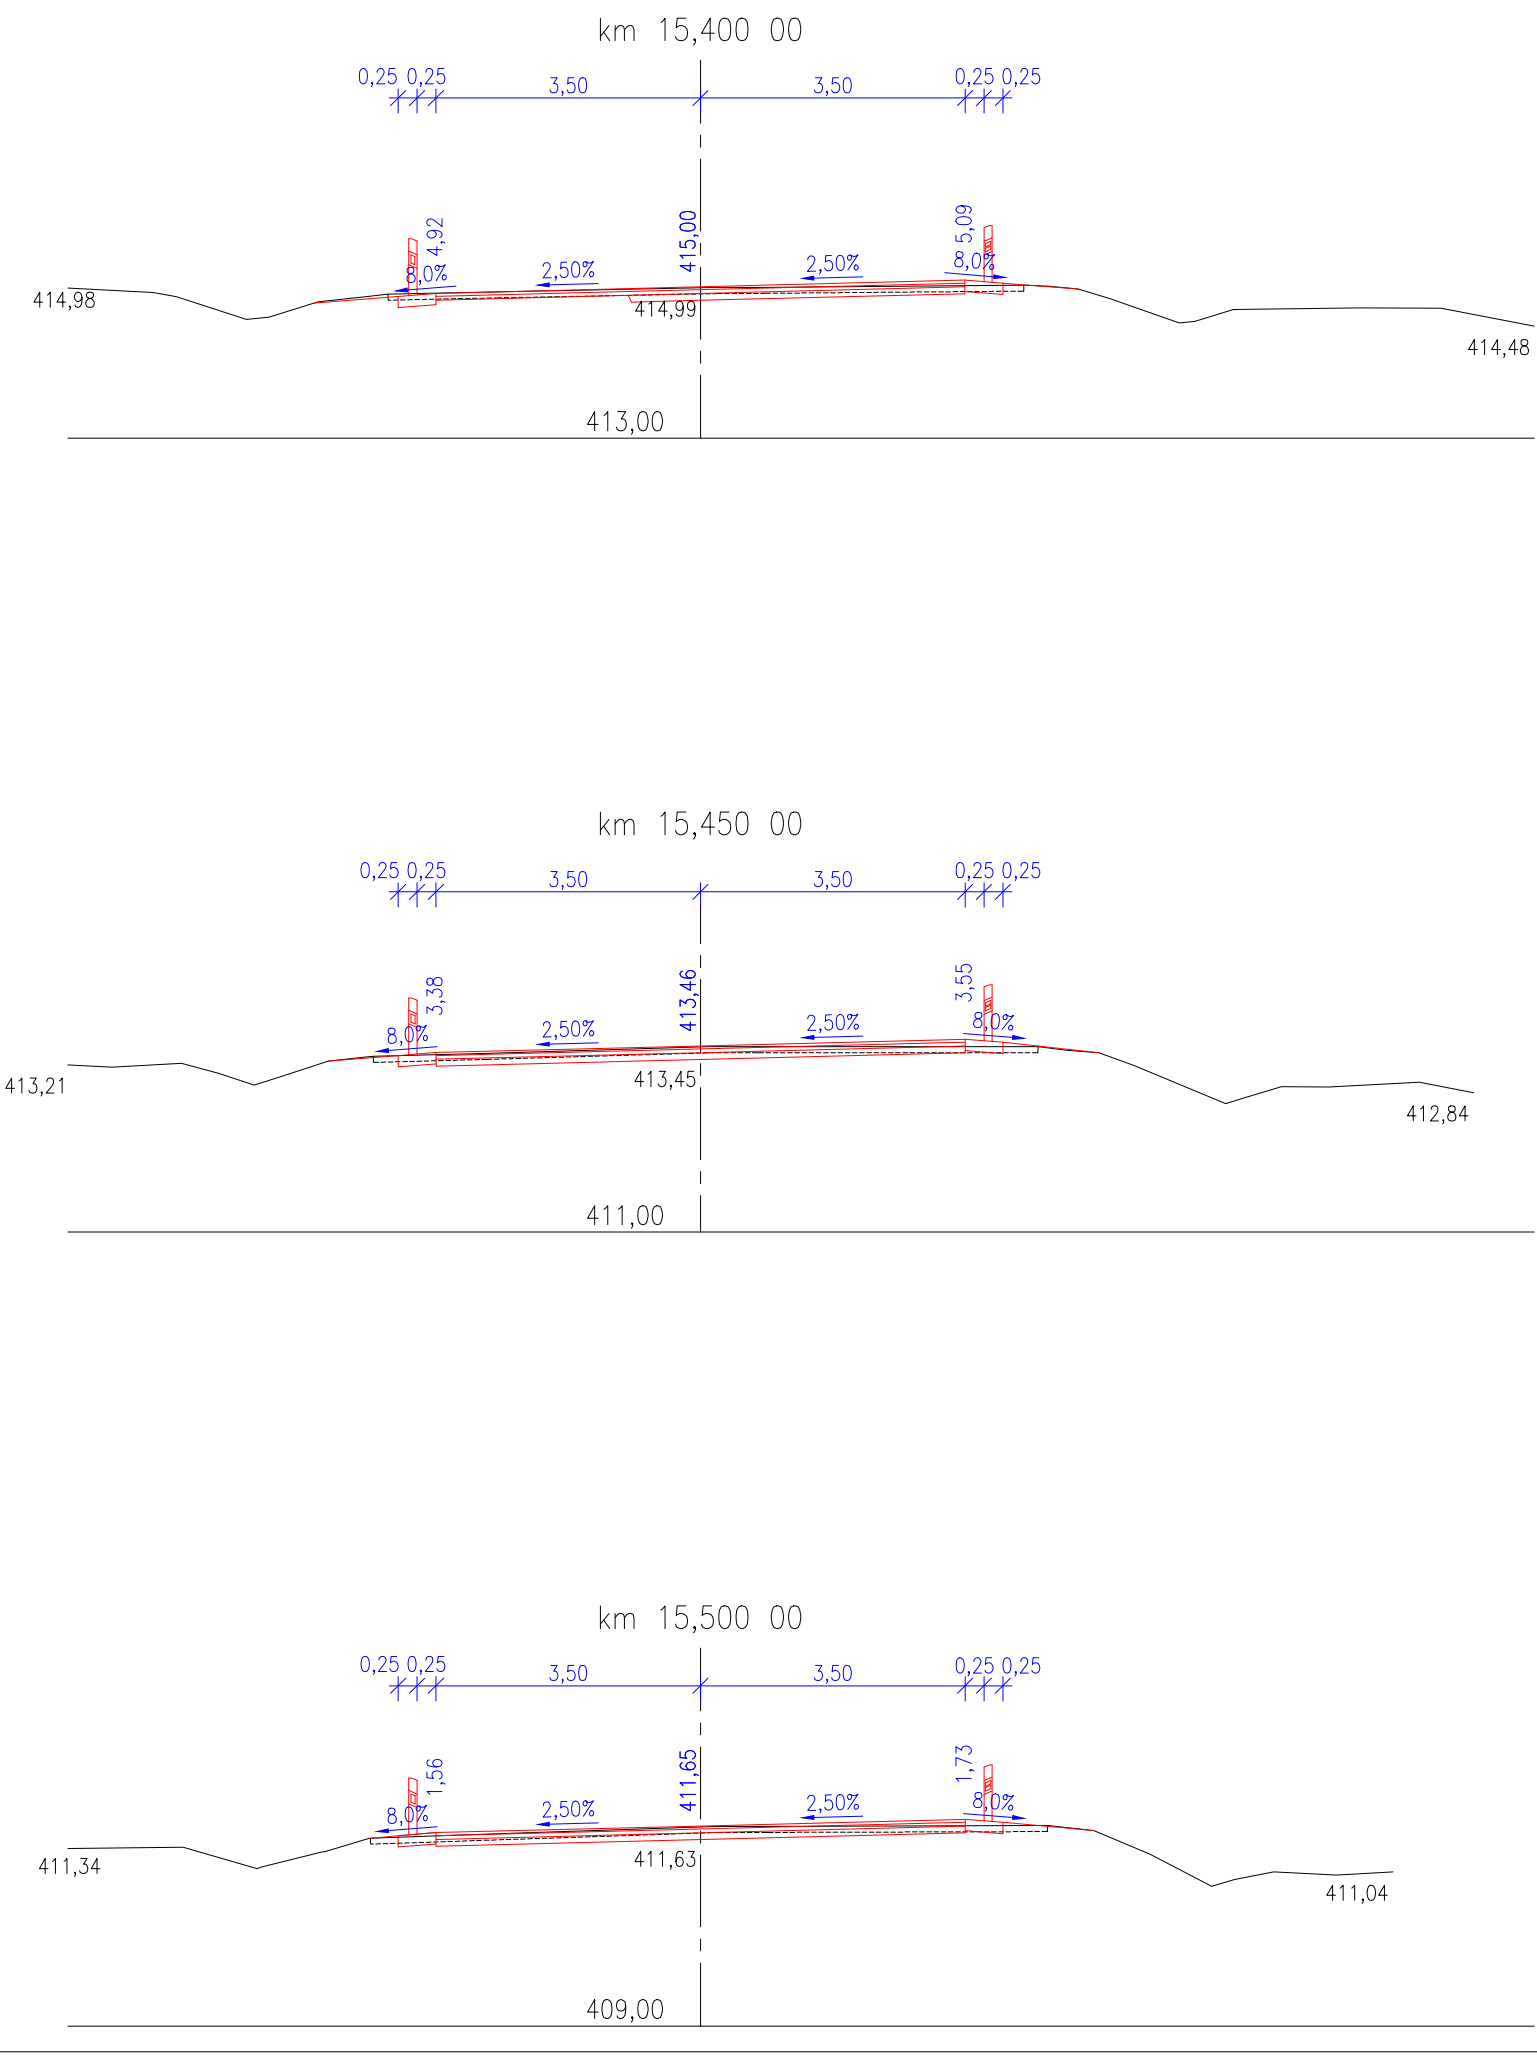 km 15,400 00
0,25 0,25 3,50 3,50 0,25 0,25
4,92 415,00 5,09
8,0% 2,50% 2,50% 8,0%
414,98 414,99 414,48
413,00
km 15,450 00
0,25 0,25 3,50 3,50 0,25 0,25
3,38 413,46 3,55
8,0% 2,50% 2,50% 8,0%
413,21 413,45 412,84
411,00
km 15,500 00
0,25 0,25 3,50 3,50 0,25 0,25
1,56 411,65 1,73
8,0% 2,50% 2,50% 8,0%
411,34 411,63 411,04
409,00